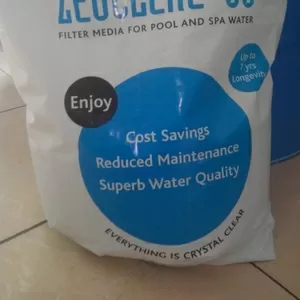 FILTER MEDIA FOR POOL AND SPA WATER
Up to
7 yrs
Longevity
Enjoy
Cost Savings
Reduced Maintenance
Superb Water Quality
EVERYTHING IS CRYSTAL CLEAR